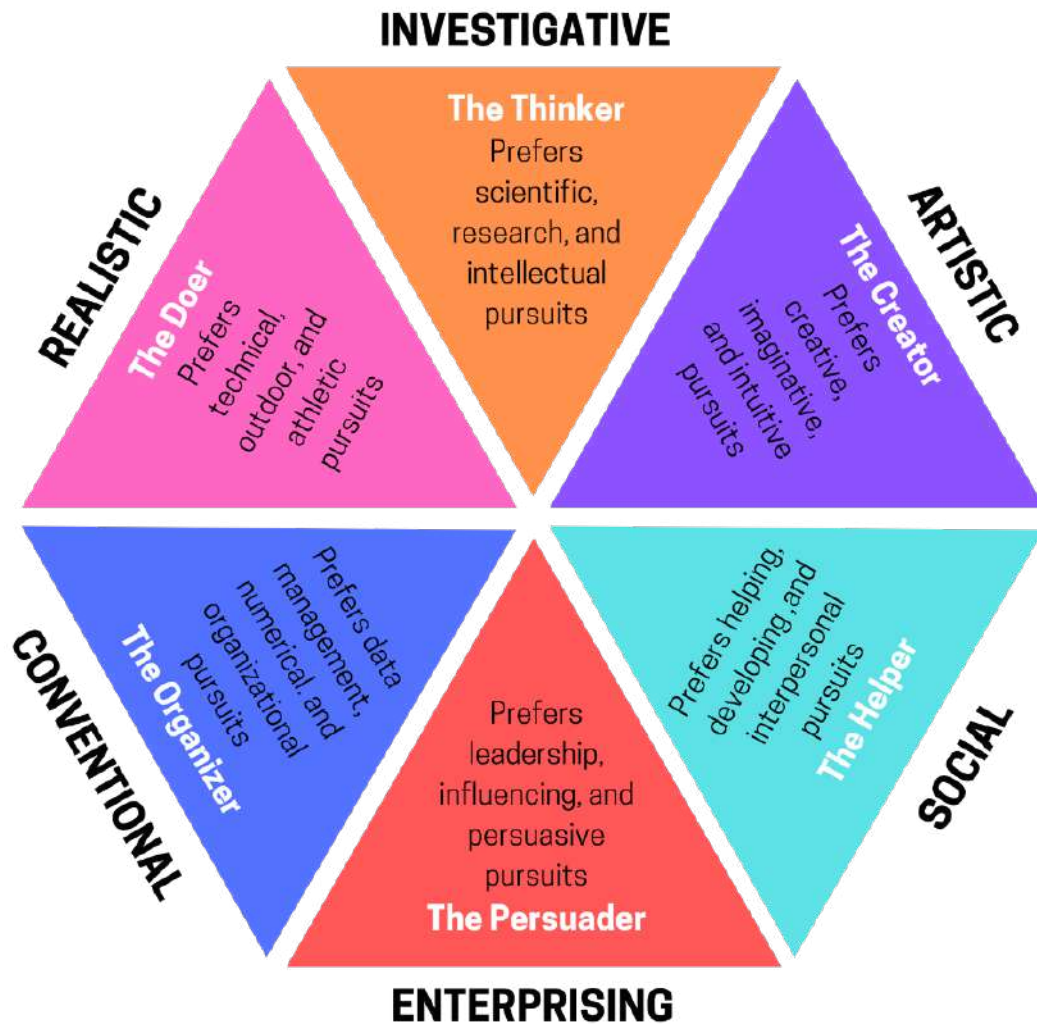 INVESTIGATIVE
The Thinker
Prefers
scientific,
research, and
intellectual
pursuits
ARTISTIC
The Creator
Prefers
creative,
imaginative,
and intuitive
pursuits
SOCIAL
Prefers helping,
developing, and
interpersonal
pursuits
The Helper
ENTERPRISING
Prefers
leadership,
influencing, and
persuasive
pursuits
The Persuader
CONVENTIONAL
Prefers data
management,
numerical. and
organizational
pursuits
The Organizer
REALISTIC
The Doer
Prefers
technical,
outdoor, and
athletic
pursuits